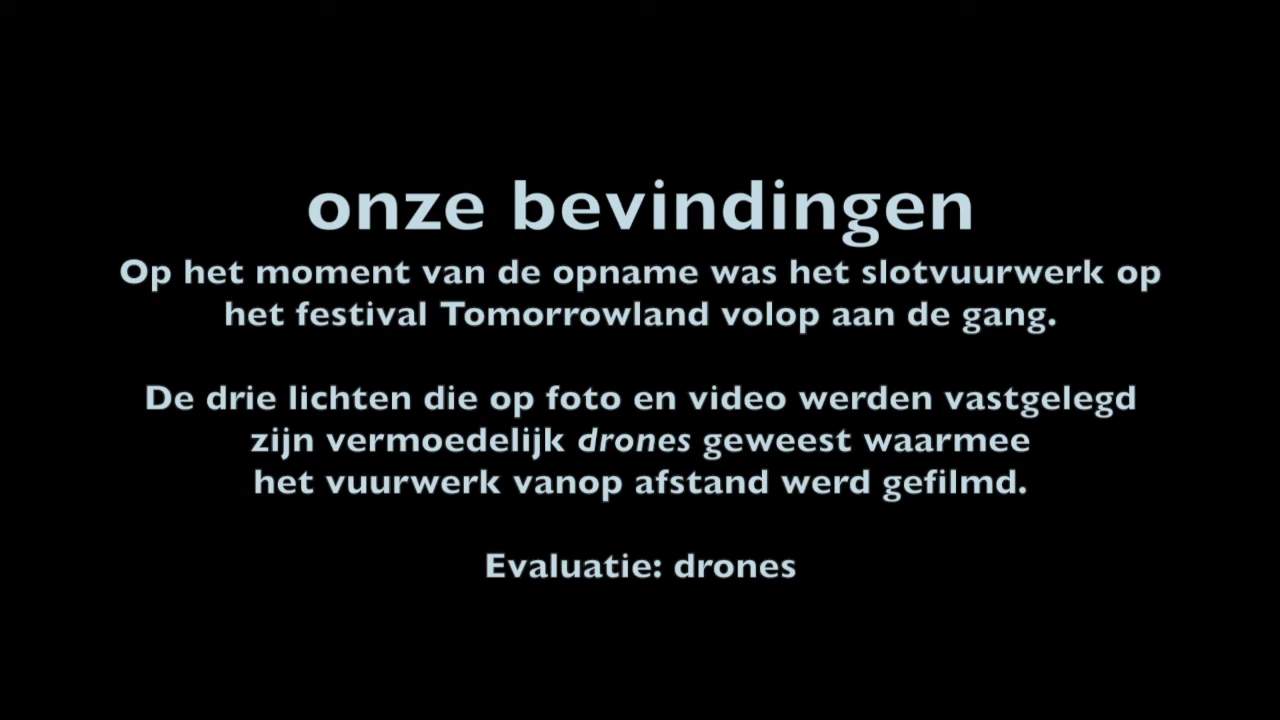 onze bevindingen
Op het moment van de opname was het slotvuurwerk op
het festival Tomorrowland volop aan de gang.
De drie lichten die op foto en video werden vastgelegd
zijn vermoedelijk drones geweest waarmee
het vuurwerk vanop afstand werd gefilmd.
Evaluatie: drones